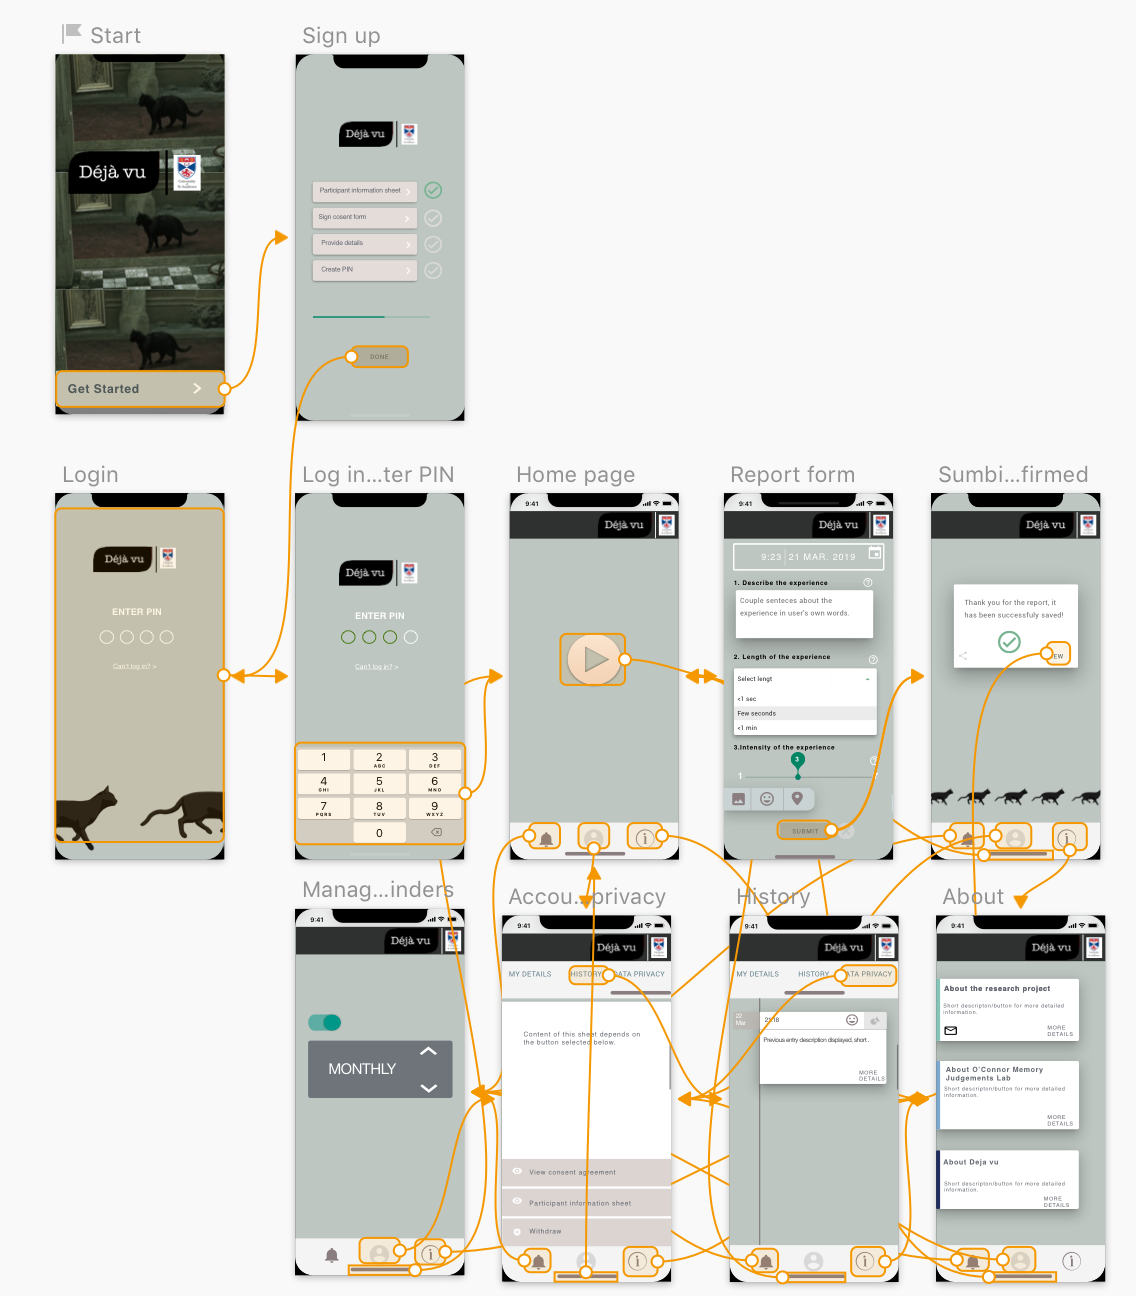 Start
Sign up
Déjà vu
Get Started
Déjà vu
Participant information sheet
Sign cosent form
Provide details
Create PIN
DONE
Login
Log in...ter PIN
Home page
Report form
Sumbi...firmed
Déjà vu
ENTER PIN
Can't log in? >
Déjà vu
ENTER PIN
Can't log in? >
1
2 ABC
3 DEF
4 GHI
5 JKL
6 MNO
7 PQRS
8 TUV
9 WXYZ
0
9:41
Déjà vu
9:41
Déjà vu
9:23 21 MAR. 2019
1. Describe the experience
Couple senteces about the
experience in user's own words.
2. Length of the experience
Select lengt
<1 sec
Few seconds
<1 min
3.Intensity of the experience
3
1
SUBMIT
9:41
Déjà vu
Thank you for the report, it
has been successfuly saved!
Manag...inders
Accou...privacy
History
About
9:41
Déjà vu
MONTHLY
9:41
Déjà vu
MY DETAILS HISTORY DATA PRIVACY
Content of this sheet depends on
the button selected below.
View consent agreement
Participant information sheet
Withdraw
9:41
Déjà vu
MY DETAILS HISTORY DATA PRIVACY
22
Mar
21:18
Previous entry description displayed, short .
MORE
DETAILS
9:41
Déjà vu
About the research project
Short descripton/button for more detailed
information.
MORE
DETAILS
About O'Connor Memory
Judgements Lab
Short descripton/button for more detailed
information.
MORE
DETAILS
About Deja vu
Short descripton/button for more detailed
information.
MORE
DETAILS